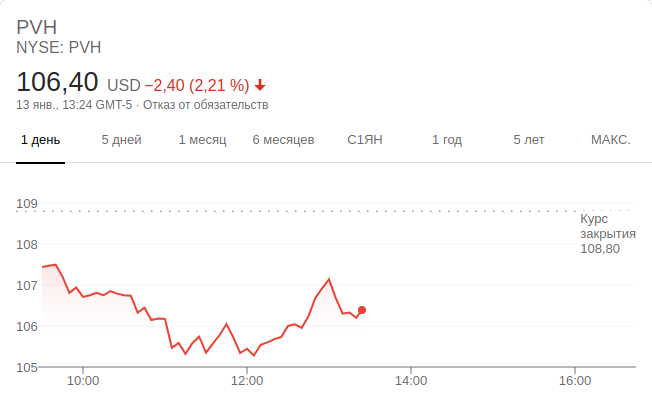 PVH
NYSE: PVH
106,40 USD −2,40 (2,21 %)
13 янв., 13:24 GMT-5 · Отказ от обязательств
1 день 5 дней 1 месяц 6 месяцев С1ЯН 1 год 5 лет МАКС.
109
Курс
закрытия
108,80
108
107
106
105
10:00 12:00 14:00 16:00